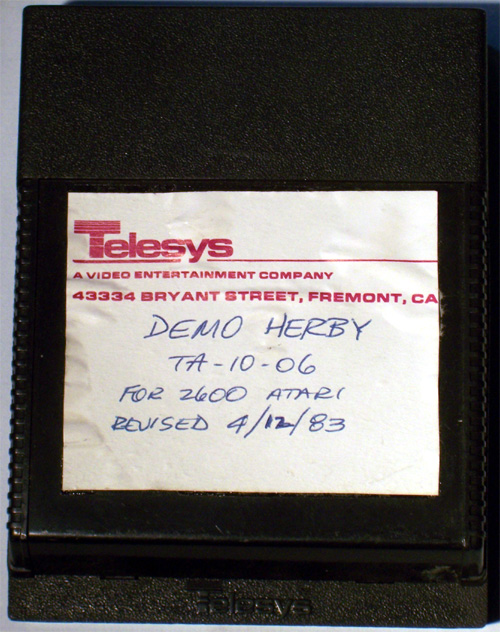 Telesys
A VIDEO ENTERTAINMENT COMPANY
43334 BRYANT STREET, FREMONT, CA
DEMO HERBY
TA-10-06
FOR 2600 ATARI
REVISED 4/12/83
Telesys